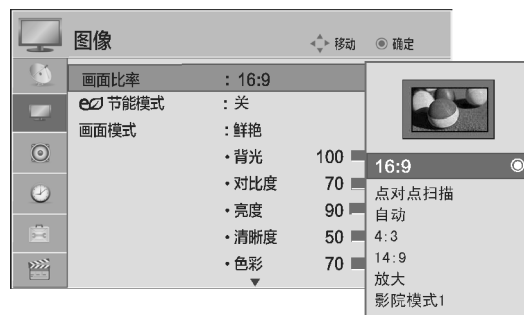 图像
移动 确定
画面比率 : 16:9
节能模式 : 关
画面模式 : 鲜艳
・背光 100
・对比度 70
・亮度 90
・清晰度 50
・色彩 70
16:9
点对点扫描
自动
4:3
14:9
放大
影院模式1